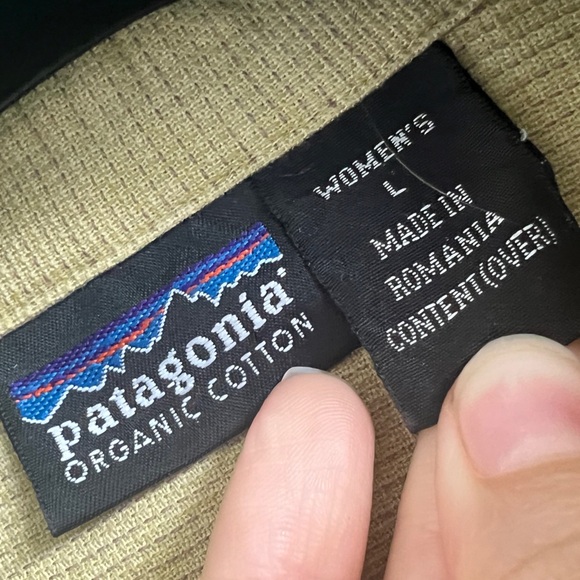 patagonia®
ORGANIC COTTON
WOMEN'S
L
MADE IN
ROMANIA
CONTENT(OVER)